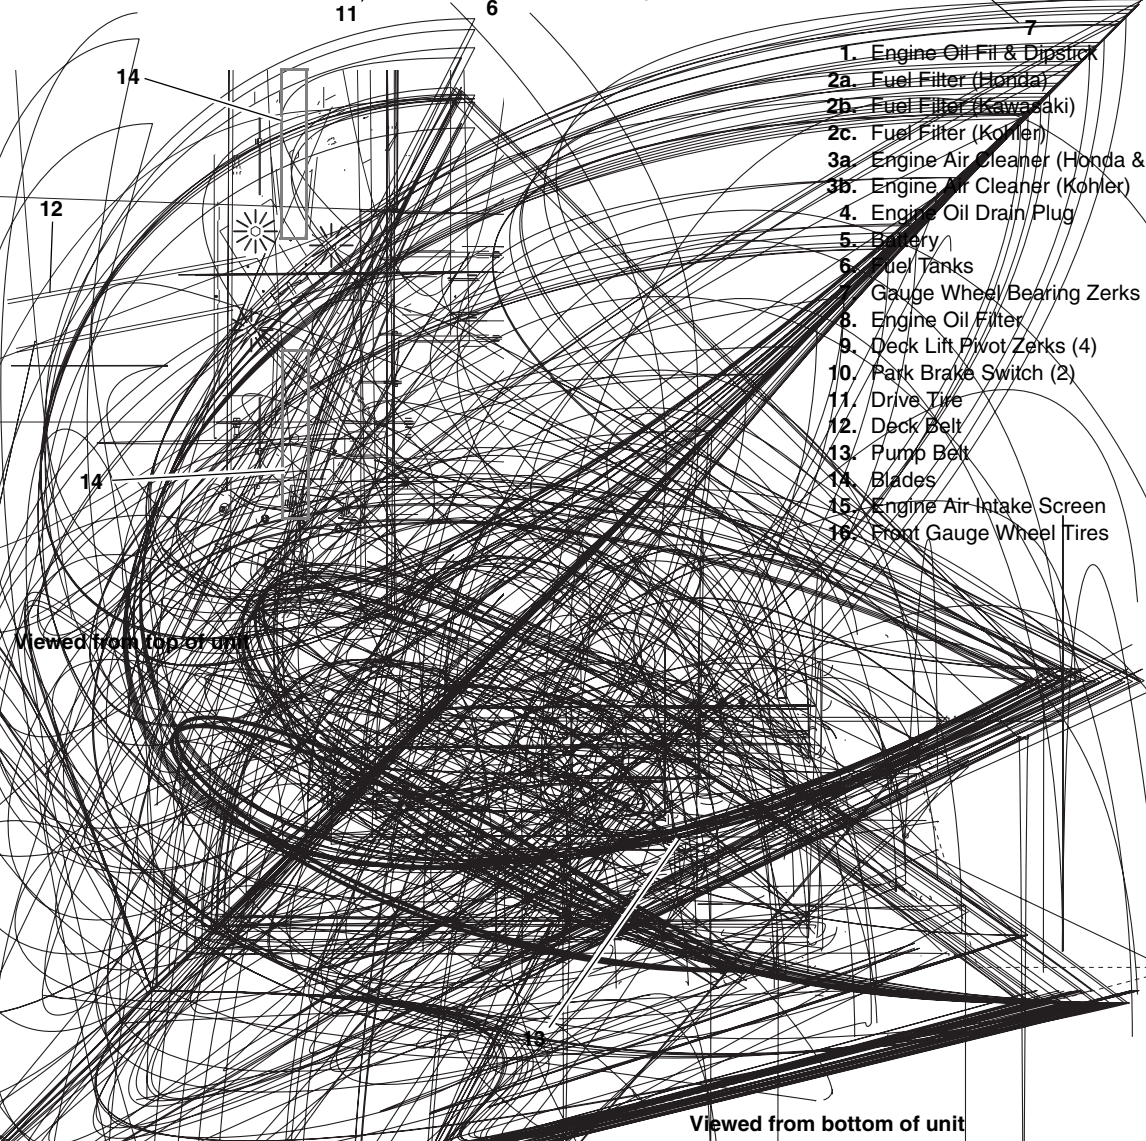 11
6
7
14
1. Engine Oil Fil & Dipstick
2a. Fuel Filter (Honda)
2b. Fuel Filter (Kawasaki)
2c. Fuel Filter (Kohler)
3a. Engine Air Cleaner (Honda &
3b. Engine Air Cleaner (Kohler)
12
4. Engine Oil Drain Plug
5. Battery
6. Fuel Tanks
7. Gauge Wheel Bearing Zerks
8. Engine Oil Filter
9. Deck Lift Pivot Zerks (4)
10. Park Brake Switch (2)
11. Drive Tire
12. Deck Belt
13. Pump Belt
14
14. Blades
15. Engine Air Intake Screen
16. Front Gauge Wheel Tires
Viewed from top of unit
13
Viewed from bottom of unit